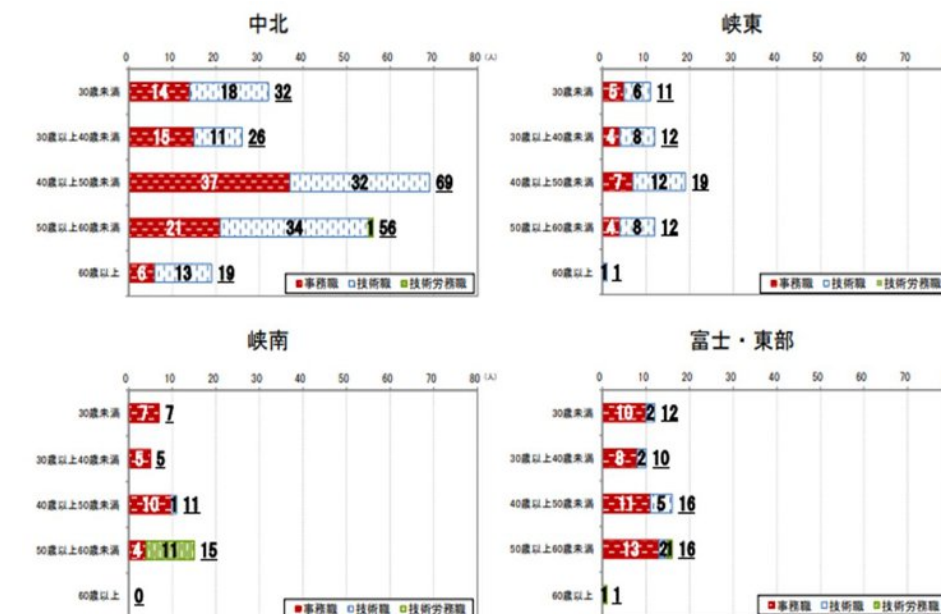 中北
0 10 20 30 40 50 60 70 80 (人)
30歳未満 14 18 32
30歳以上40歳未満 15 11 26
40歳以上50歳未満 37 32 69
50歳以上60歳未満 21 34 1 56
60歳以上 6 13 19
事務職 技術職 技術労務職
峡東
0 10 20 30 40 50 60 70
30歳未満 5 6 11
30歳以上40歳未満 4 8 12
40歳以上50歳未満 7 12 19
50歳以上60歳未満 4 8 12
60歳以上 1 1
事務職 技術職 技術労務職
峡南
0 10 20 30 40 50 60 70 80 (人)
30歳未満 7 7
30歳以上40歳未満 5 5
40歳以上50歳未満 10 1 11
50歳以上60歳未満 4 11 15
60歳以上 0
事務職 技術職 技術労務職
富士・東部
0 10 20 30 40 50 60 70
30歳未満 10 2 12
30歳以上40歳未満 8 2 10
40歳以上50歳未満 11 5 16
50歳以上60歳未満 13 2 1 16
60歳以上 1 1
事務職 技術職 技術労務職